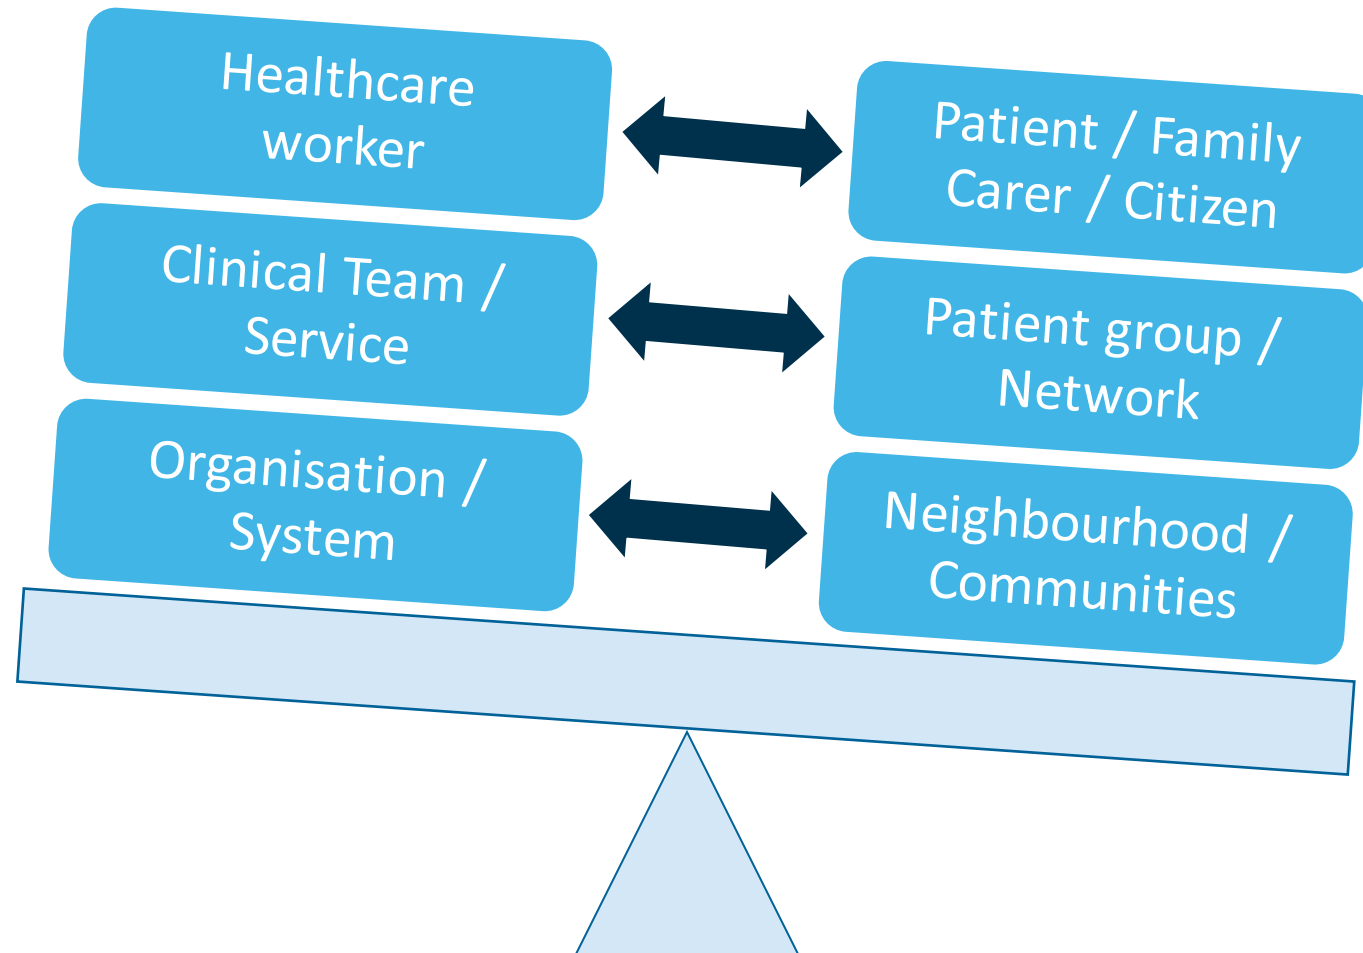 Healthcare
worker
Patient / Family
Carer / Citizen
Clinical Team /
Service
Patient group /
Network
Organisation /
System
Neighbourhood /
Communities